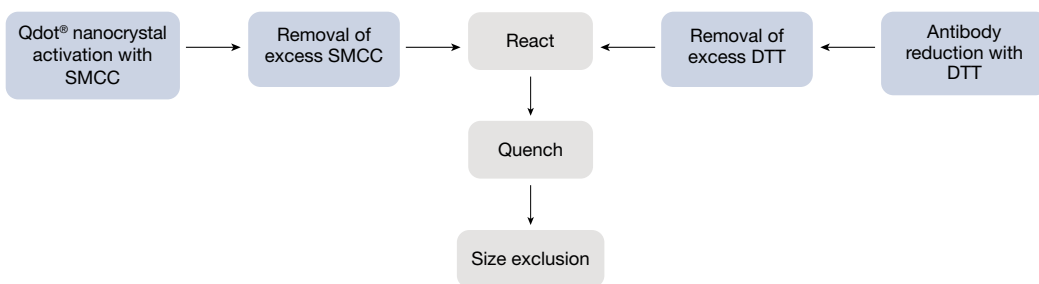 Qdot® nanocrystal
activation with
SMCC
Removal of
excess SMCC
React
Removal of
excess DTT
Antibody
reduction with
DTT
Quench
Size exclusion